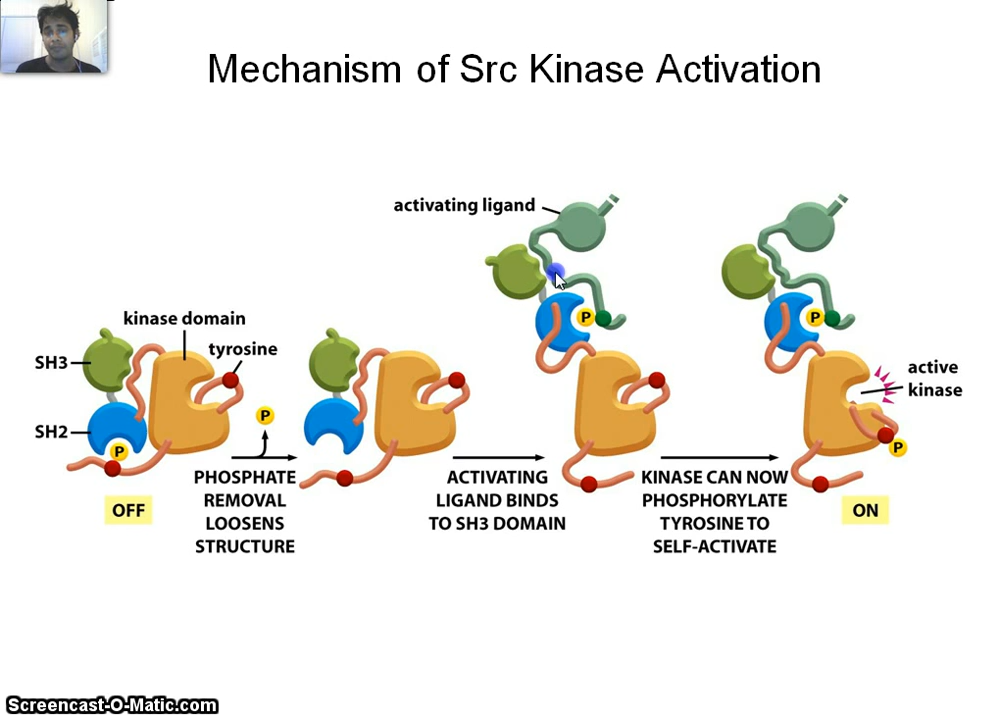 Mechanism of Src Kinase Activation
activating ligand
kinase domain
tyrosine
SH3
SH2
P
OFF
P
PHOSPHATE
REMOVAL
LOOSENS
STRUCTURE
ACTIVATING
LIGAND BINDS
TO SH3 DOMAIN
P
KINASE CAN NOW
PHOSPHORYLATE
TYROSINE TO
SELF-ACTIVATE
P
active
kinase
P
ON
Screencast-O-Matic.com